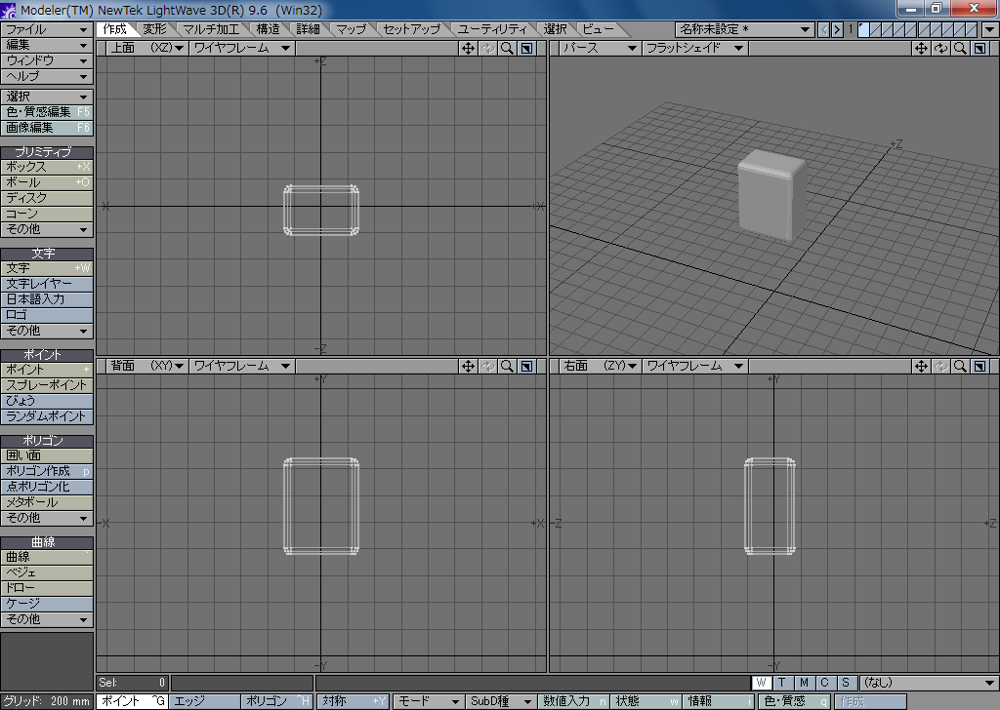 Modeler(TM) NewTek LightWave 3D(R) 9.6 (Win32)
ファイル 作成 変形 マルチ加工 構造 詳細 マップ セットアップ ユーティリティ 選択 ビュー 名称未設定 * 1
編集
ウィンドウ
ヘルプ
選択
色・質感編集 F5
画像編集 F6
プリミティブ
ボックス +X
ボール +O
ディスク
コーン
その他
文字
文字 +W
文字レイヤー
日本語入力
ロゴ
その他
ポイント
ポイント +
スプレーポイント
びょう
ランダムポイント
ポリゴン
囲い面
ポリゴン作成 p
点ポリゴン化
メタボール
その他
曲線
曲線
ベジェ
ドロー
ケージ
その他
上面 (XZ) ワイヤフレーム
+Z
-X +X
-Z
パース フラットシェイド
+Z
背面 (XY) ワイヤフレーム
+Y
-X +X
-Y
右面 (ZY) ワイヤフレーム
+Y
-Z +Z
-Y
Sel: 0 W T M C S (なし)
グリッド: 200 mm ポイント ^G エッジ ポリゴン ^H 対称 +Y モード SubD種 数値入力 n 状態 w 情報 i 色・質感 q 作成